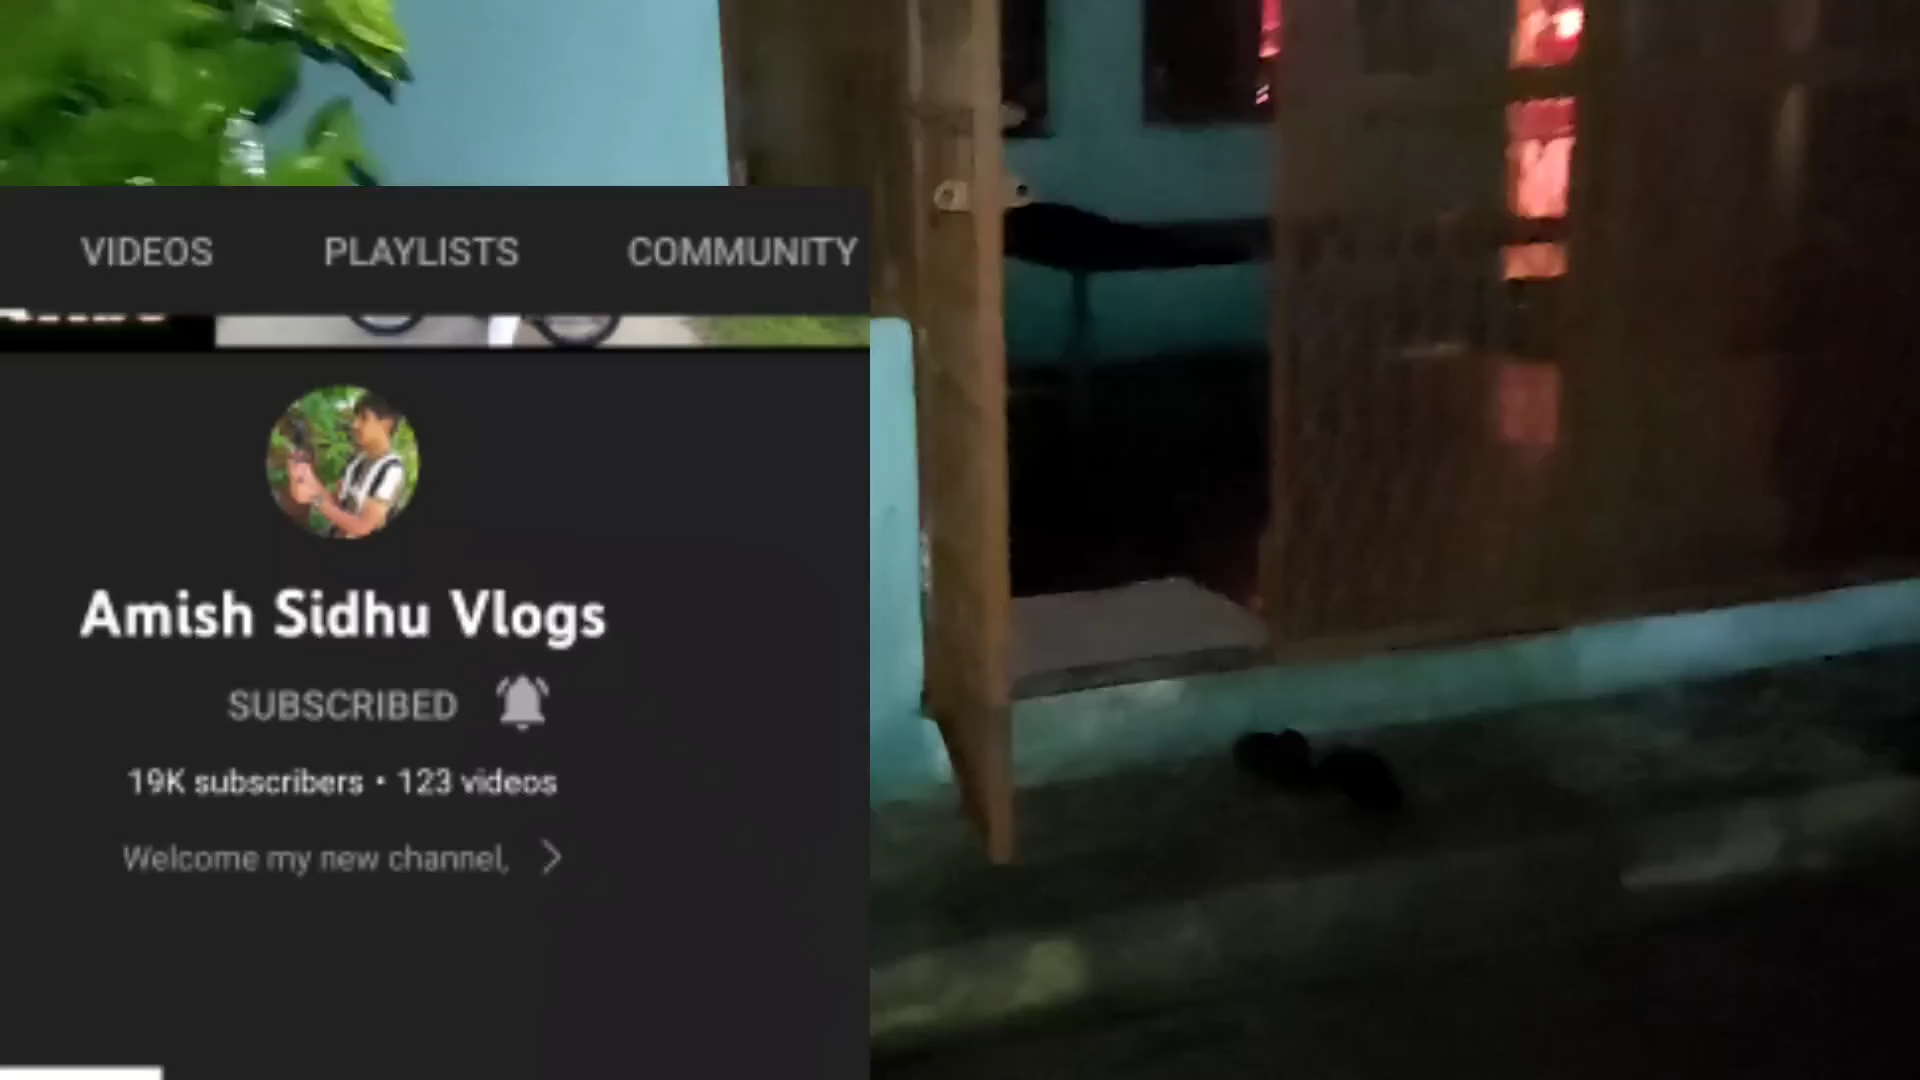 VIDEOS PLAYLISTS COMMUNITY
Amish Sidhu Vlogs
SUBSCRIBED
19K subscribers • 123 videos
Welcome my new channel,